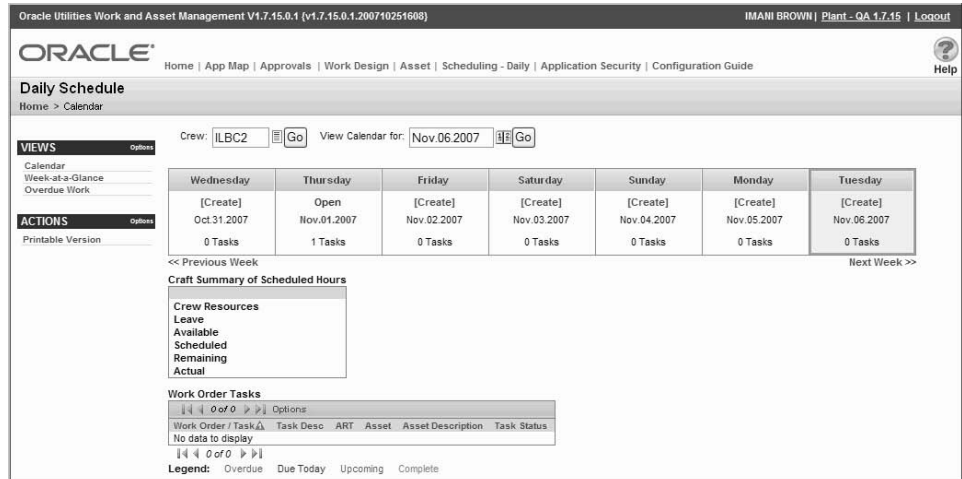 Oracle Utilities Work and Asset Management V1.7.15.0.1 (v1.7.15.0.1.200710251608) IMANI BROWN | Plant - QA 1.7.15 | Logout
ORACLE
Home | App Map | Approvals | Work Design | Asset | Scheduling - Daily | Application Security | Configuration Guide
Help
Daily Schedule
Home > Calendar
VIEWS Options
Calendar
Week-at-a-Glance
Overdue Work
ACTIONS Options
Printable Version
Crew: ILBC2 Go View Calendar for: Nov.06.2007 Go
Wednesday Thursday Friday Saturday Sunday Monday Tuesday
[Create] Open [Create] [Create] [Create] [Create] [Create]
Oct.31.2007 Nov.01.2007 Nov.02.2007 Nov.03.2007 Nov.04.2007 Nov.05.2007 Nov.06.2007
0 Tasks 1 Tasks 0 Tasks 0 Tasks 0 Tasks 0 Tasks 0 Tasks
<< Previous Week Next Week >>
Craft Summary of Scheduled Hours
Crew Resources
Leave
Available
Scheduled
Remaining
Actual
Work Order Tasks
0 of 0 Options
Work Order / Task Task Desc ART Asset Asset Description Task Status
No data to display
0 of 0
Legend: Overdue Due Today Upcoming Complete